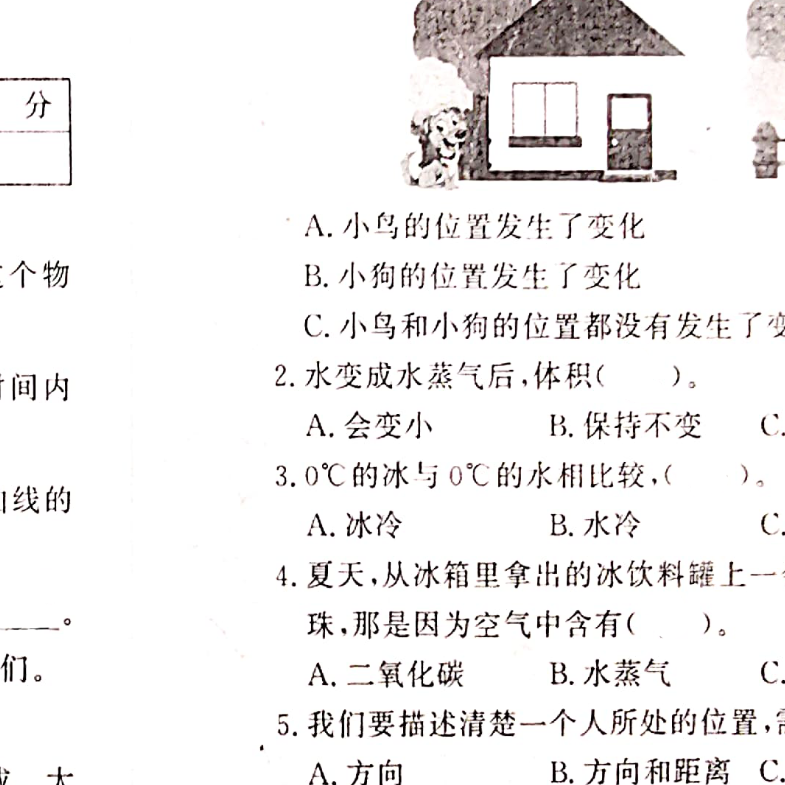 分
个物
间内
线的
。
们。
A. 小鸟的位置发生了变化
B. 小狗的位置发生了变化
C. 小鸟和小狗的位置都没有发生了
2. 水变成水蒸气后,体积(　　)。
A. 会变小 B. 保持不变 C.
3. 0℃的冰与0℃的水相比较,(　　)。
A. 冰冷 B. 水冷 C.
4. 夏天,从冰箱里拿出的冰饮料罐上一
珠,那是因为空气中含有(　　)。
A. 二氧化碳 B. 水蒸气 C.
5. 我们要描述清楚一个人所处的位置,
A. 方向 B. 方向和距离 C.